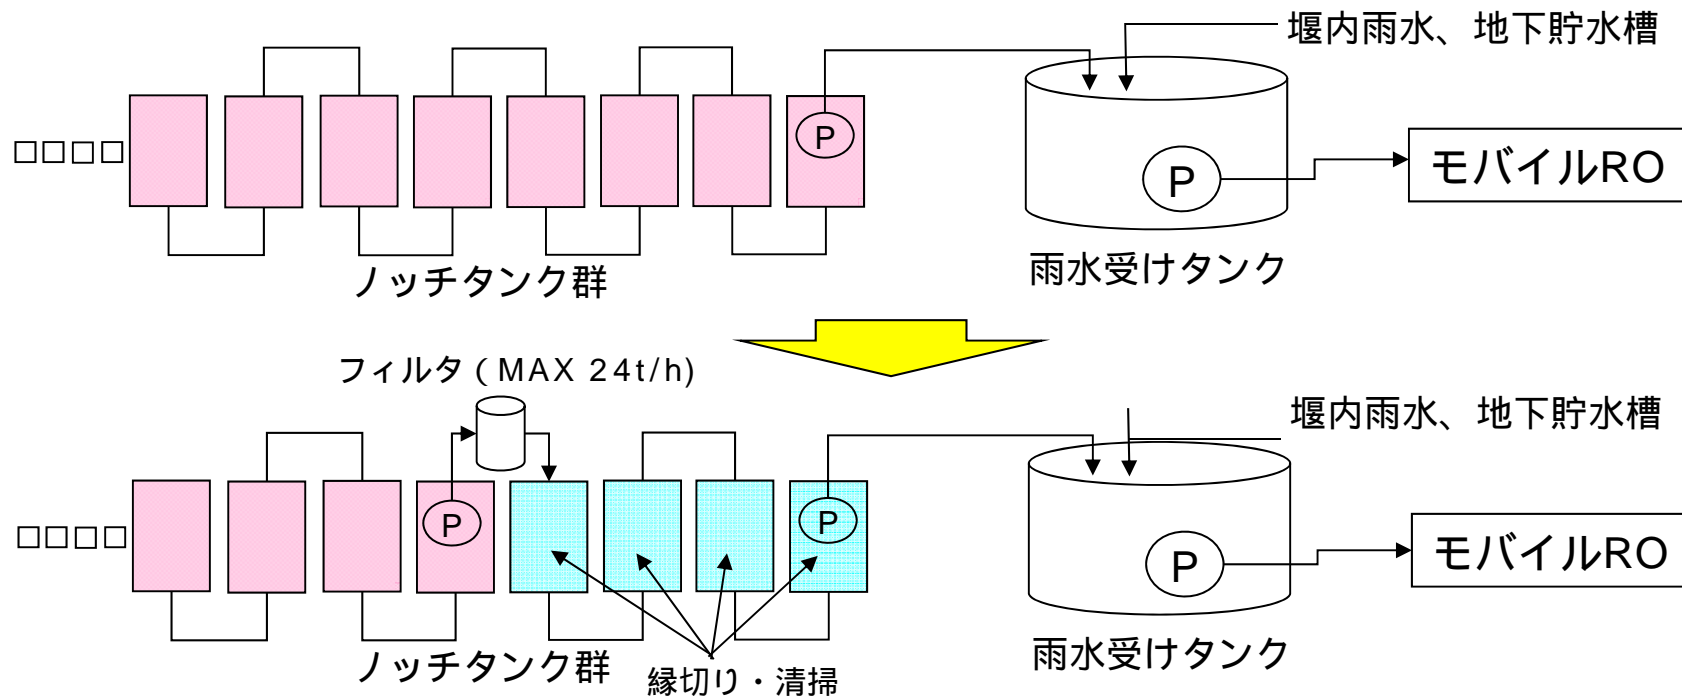 堰内雨水、地下貯水槽
P
P
モバイルRO
□□□□
ノッチタンク群
雨水受けタンク
フィルタ(MAX 24t/h)
堰内雨水、地下貯水槽
P
P
P
モバイルRO
□□□□
ノッチタンク群
雨水受けタンク
縁切り・清掃